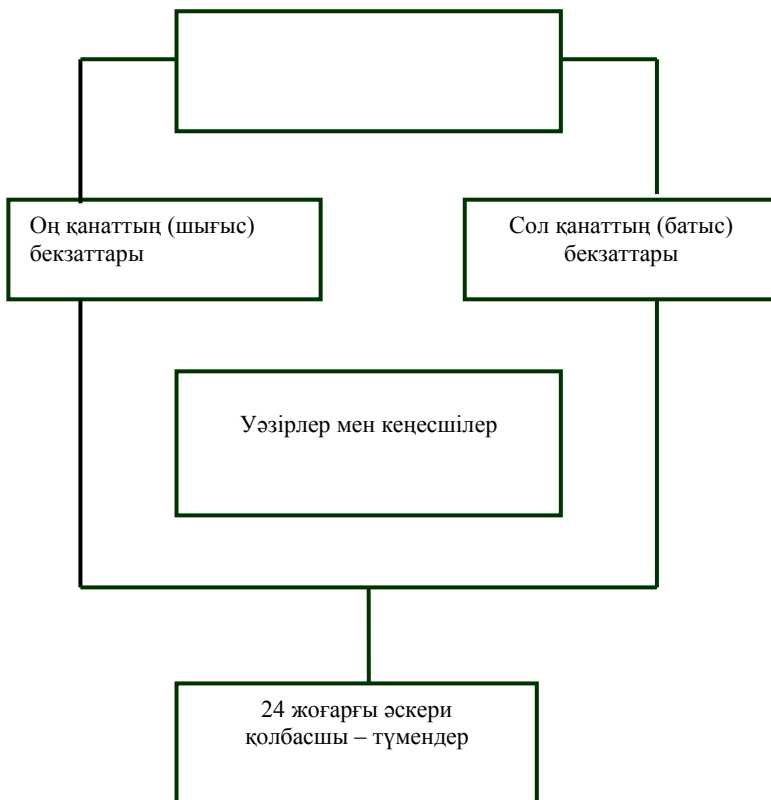 Оң қанаттың (шығыс)
бекзаттары
Сол қанаттың (батыс)
бекзаттары
Уәзірлер мен кеңесшілер
24 жоғарғы әскери
қолбасшы – түмендер